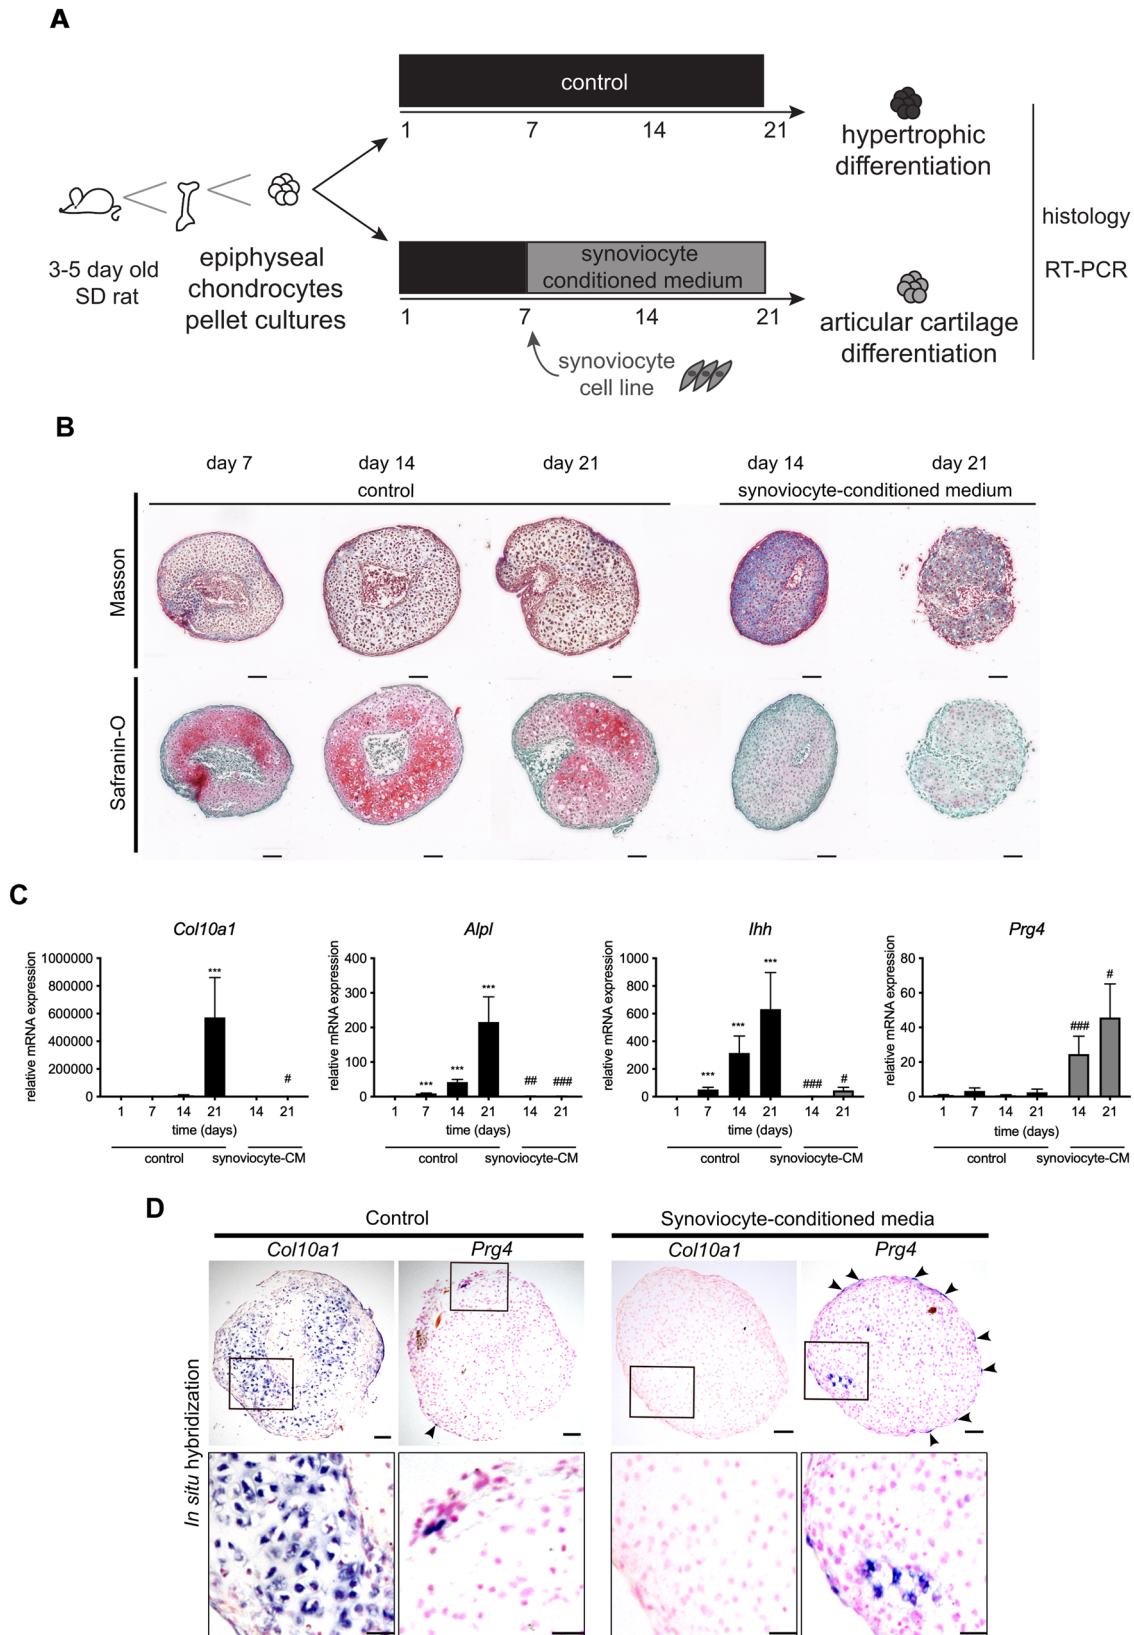 A
control
1 7 14 21
hypertrophic
differentiation
3-5 day old
SD rat
epiphyseal
chondrocytes
pellet cultures
synoviocyte
conditioned medium
1 7 14 21
synoviocyte
cell line
articular cartilage
differentiation
histology
RT-PCR
B
day 7 day 14 day 21 day 14 day 21
control synoviocyte-conditioned medium
Masson
Safranin-O
C
Col10a1
relative mRNA expression
1000000
800000
600000
400000
200000
0
***
#
1 7 14 21 14 21
time (days)
control synoviocyte-CM
Alpl
relative mRNA expression
400
300
200
100
0
***
***
***
##
###
1 7 14 21 14 21
time (days)
control synoviocyte-CM
Ihh
relative mRNA expression
1000
800
600
400
200
0
***
***
***
###
#
1 7 14 21 14 21
time (days)
control synoviocyte-CM
Prg4
relative mRNA expression
80
60
40
20
0
###
#
1 7 14 21 14 21
time (days)
control synoviocyte-CM
D
Control Synoviocyte-conditioned media
Col10a1 Prg4 Col10a1 Prg4
In situ hybridization